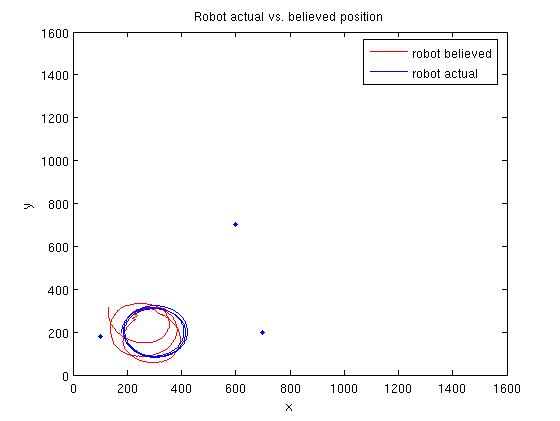 Robot actual vs. believed position
robot believed
robot actual
1600
1400
1200
1000
800
600
400
200
0
y
0 200 400 600 800 1000 1200 1400 1600
x